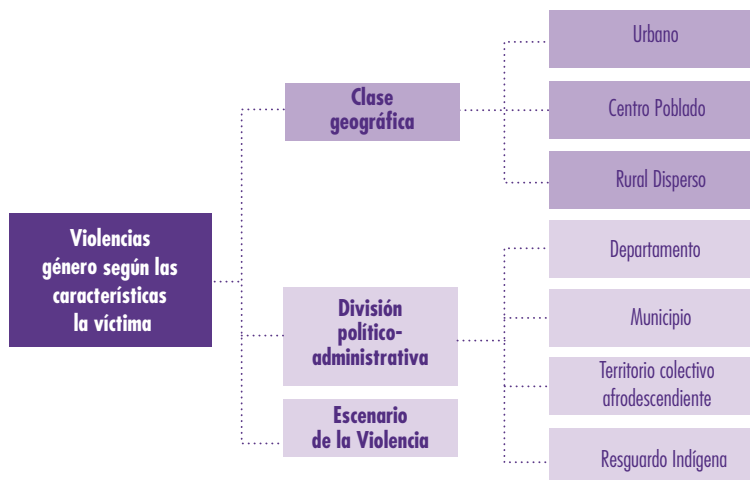 Violencias
género según las
características
la víctima
Clase
geográfica
Urbano
Centro Poblado
Rural Disperso
División
político-
administrativa
Departamento
Municipio
Territorio colectivo
afrodescendiente
Resguardo Indígena
Escenario
de la Violencia